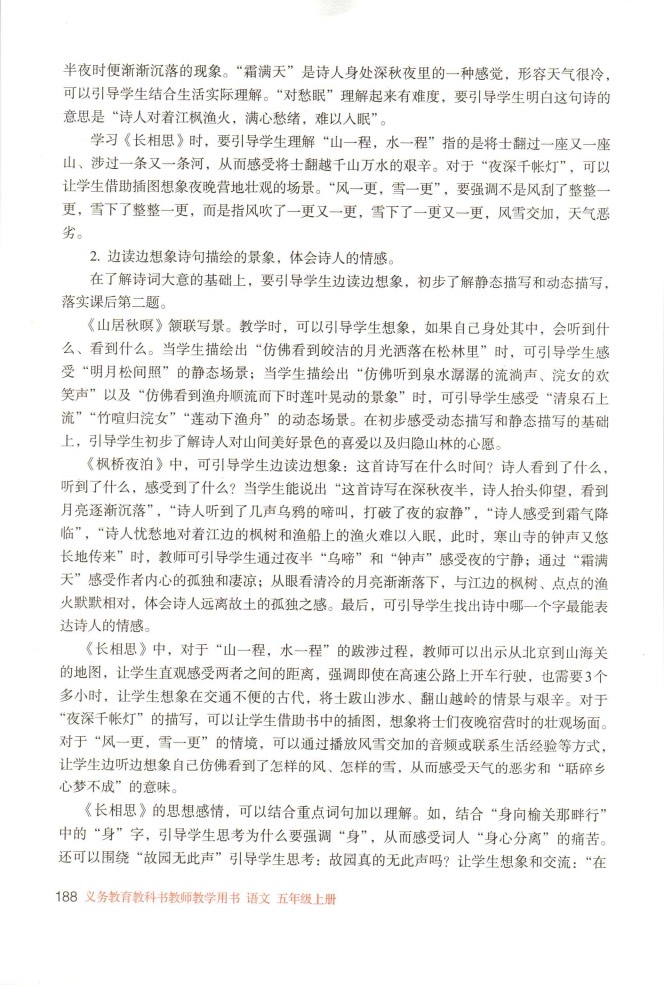 半夜时便渐渐沉落的现象。“霜满天”是诗人身处深秋夜里的一种感觉，形容天气很冷，
可以引导学生结合生活实际理解。“对愁眠”理解起来有难度，要引导学生明白这句诗的
意思是“诗人对着江枫渔火，满心愁绪，难以入眠”。
学习《长相思》时，要引导学生理解“山一程，水一程”指的是将士翻过一座又一座
山、涉过一条又一条河，从而感受将士翻越千山万水的艰辛。对于“夜深千帐灯”，可以
让学生借助插图想象夜晚营地壮观的场景。“风一更，雪一更”，要强调不是风刮了整整一
更，雪下了整整一更，而是指风吹了一更又一更，雪下了一更又一更，风雪交加，天气恶
劣。
2. 边读边想象诗句描绘的景象，体会诗人的情感。
在了解诗词大意的基础上，要引导学生边读边想象，初步了解静态描写和动态描写，
落实课后第二题。
《山居秋暝》颔联写景。教学时，可以引导学生想象，如果自己身处其中，会听到什
么、看到什么。当学生描绘出“仿佛看到皎洁的月光洒落在松林里”时，可引导学生感
受“明月松间照”的静态场景；当学生描绘出“仿佛听到泉水潺潺的流淌声、浣女的欢
笑声”以及“仿佛看到渔舟顺流而下时莲叶晃动的景象”时，可引导学生感受“清泉石上
流”“竹喧归浣女”“莲动下渔舟”的动态场景。在初步感受动态描写和静态描写的基础
上，引导学生初步了解诗人对山间美好景色的喜爱以及归隐山林的心愿。
《枫桥夜泊》中，可引导学生边读边想象：这首诗写在什么时间？诗人看到了什么，
听到了什么，感受到了什么？当学生能说出“这首诗写在深秋夜半，诗人抬头仰望，看到
月亮逐渐沉落”，“诗人听到了几声乌鸦的啼叫，打破了夜的寂静”，“诗人感受到霜气降
临”，“诗人忧愁地对着江边的枫树和渔船上的渔火难以入眠，此时，寒山寺的钟声又悠
长地传来”时，教师可引导学生通过夜半“乌啼”和“钟声”感受夜的宁静；通过“霜满
天”感受作者内心的孤独和凄凉；从眼看清冷的月亮渐渐落下，与江边的枫树、点点的渔
火默默相对，体会诗人远离故土的孤独之感。最后，可引导学生找出诗中哪一个字最能表
达诗人的情感。
《长相思》中，对于“山一程，水一程”的跋涉过程，教师可以出示从北京到山海关
的地图，让学生直观感受两者之间的距离，强调即使在高速公路上开车行驶，也需要3个
多小时，让学生想象在交通不便的古代，将士跋山涉水、翻山越岭的情景与艰辛。对于
“夜深千帐灯”的描写，可以让学生借助书中的插图，想象将士们夜晚宿营时的壮观场面。
对于“风一更，雪一更”的情境，可以通过播放风雪交加的音频或联系生活经验等方式，
让学生边听边想象自己仿佛看到了怎样的风、怎样的雪，从而感受天气的恶劣和“聒碎乡
心梦不成”的意味。
《长相思》的思想感情，可以结合重点词句加以理解。如，结合“身向榆关那畔行”
中的“身”字，引导学生思考为什么要强调“身”，从而感受词人“身心分离”的痛苦。
还可以围绕“故园无此声”引导学生思考：故园真的无此声吗？让学生想象和交流：“在
188 义务教育教科书教师教学用书 语文 五年级上册